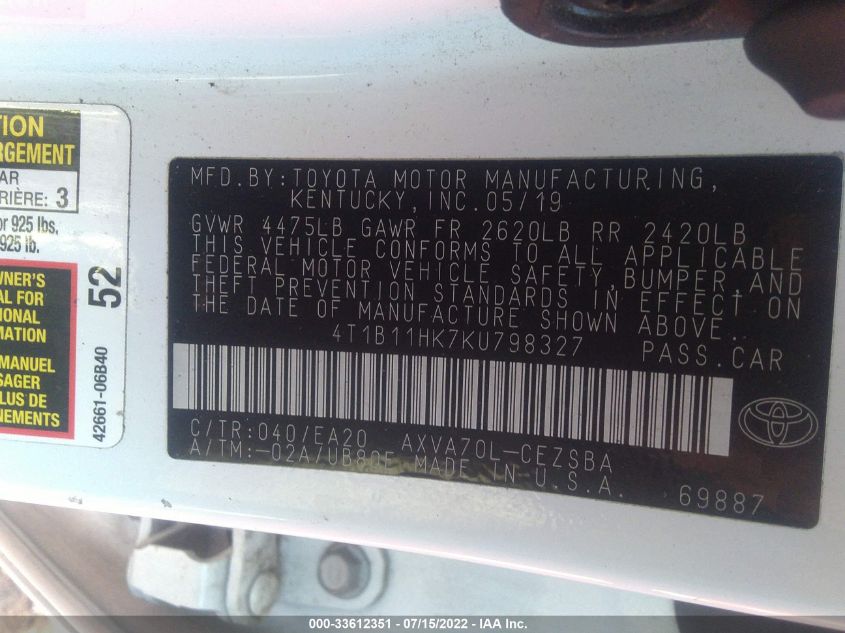 TION
RGEMENT
AR
RIÈRE: 3
or 925 lbs,
925 lb.
WNER'S
AL FOR
IONAL
MATION
MANUEL
SAGER
PLUS DE
NEMENTS
52
42661-06B40
MFD.BY:TOYOTA MOTOR MANUFACTURING,
KENTUCKY,INC.05/19
GVWR 4475LB GAWR FR 2620LB RR 2420LB
THIS VEHICLE CONFORMS TO ALL APPLICABLE
FEDERAL MOTOR VEHICLE SAFETY,BUMPER,AND
THEFT PREVENTION STANDARDS IN EFFECT ON
THE DATE OF MANUFACTURE SHOWN ABOVE.
4T1B11HK7KU798327 PASS.CAR
C/TR:040/EA20 AXVA70L-CEZSBA
A/TM:-02A/UB80E MADE IN U.S.A.
69887
000-33612351 - 07/15/2022 - IAA Inc.